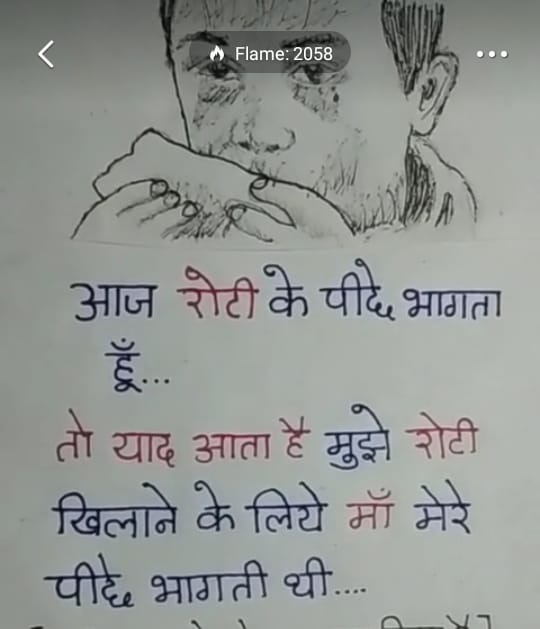 Flame: 2058
आज रोटी के पीछे भागता
हूँ...
तो याद आता है मुझे रोटी
खिलाने के लिये माँ मेरे
पीछे भागती थी....